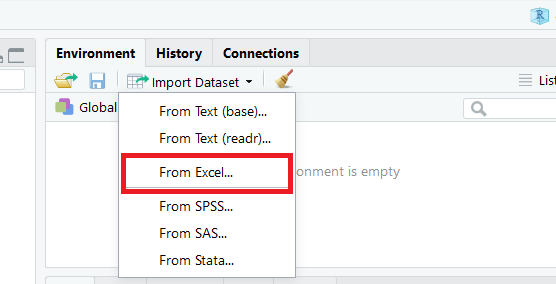 R
Environment History Connections
Import Dataset
List
Global
From Text (base)...
From Text (readr)...
From Excel...
onment is empty
From SPSS...
From SAS...
From Stata...